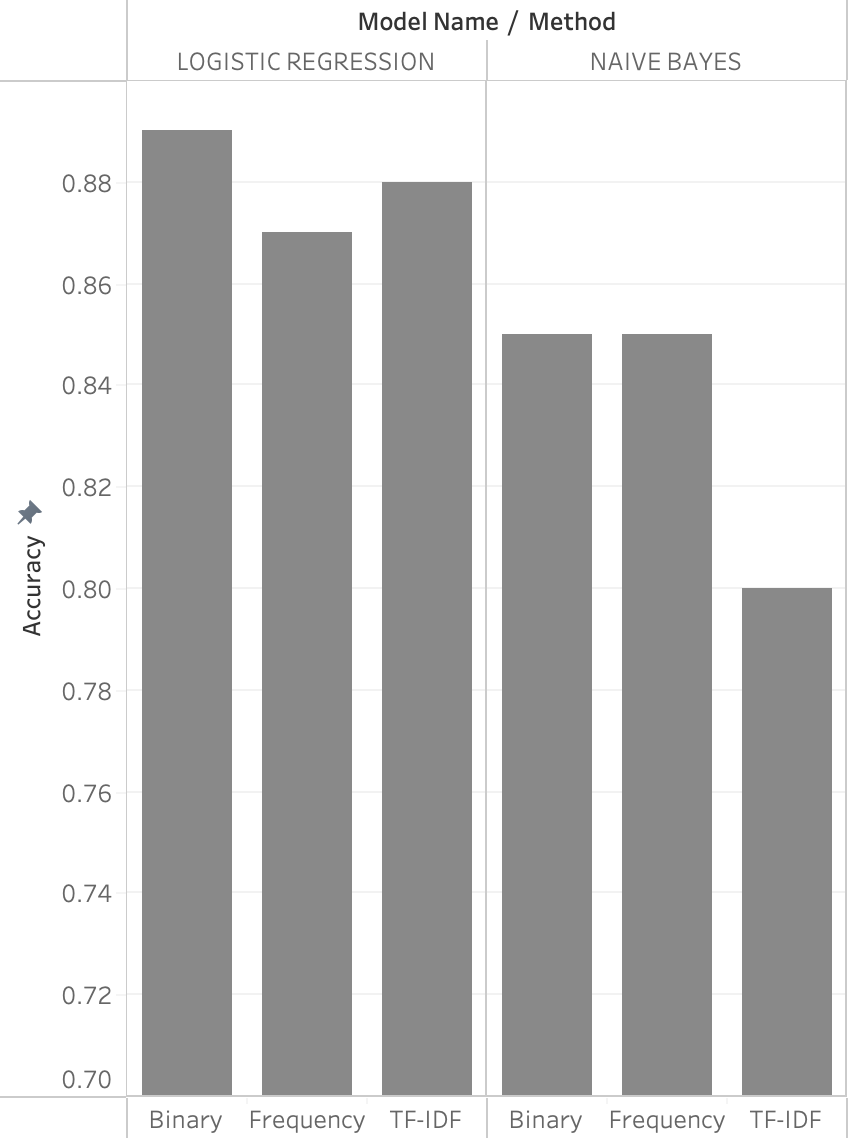 Model Name / Method
LOGISTIC REGRESSION
NAIVE BAYES
0.88
0.86
0.84
0.82
0.80
0.78
0.76
0.74
0.72
0.70
Accuracy
Binary
Frequency
TF-IDF
Binary
Frequency
TF-IDF